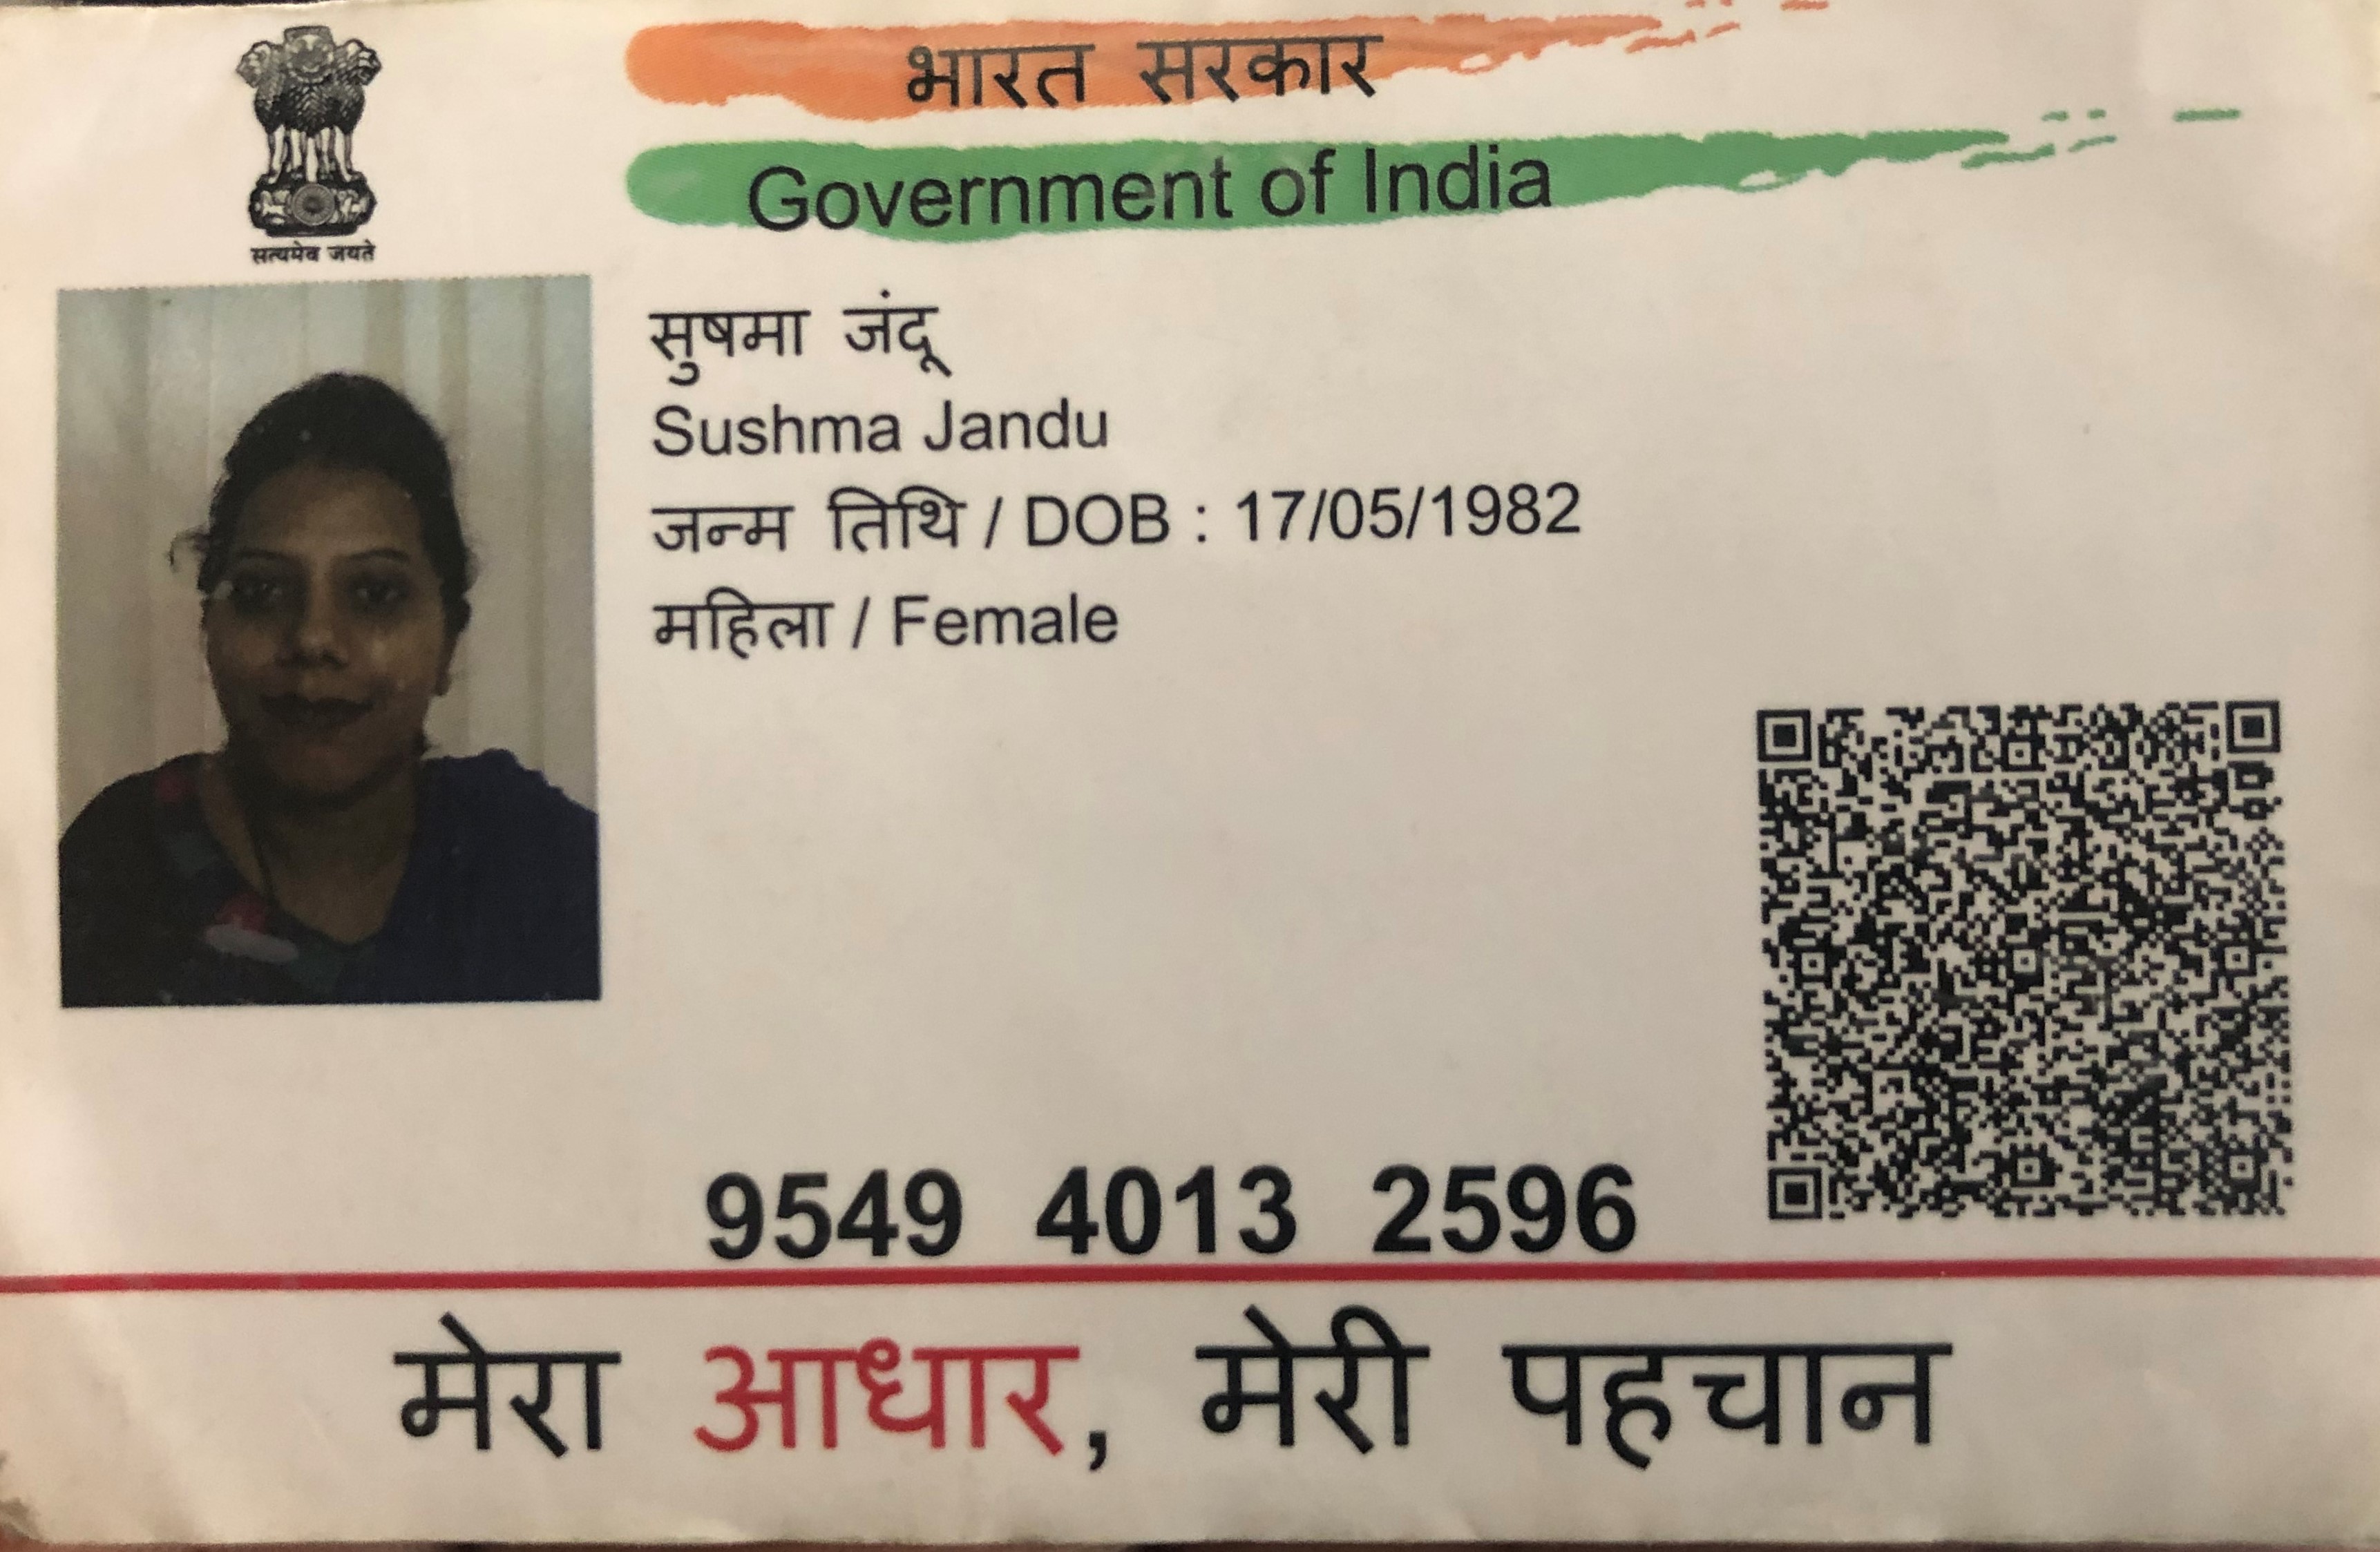 भारत सरकार
Government of India
सत्यमेव जयते
सुषमा जंदू
Sushma Jandu
जन्म तिथि / DOB : 17/05/1982
महिला / Female
9549 4013 2596
मेरा आधार, मेरी पहचान